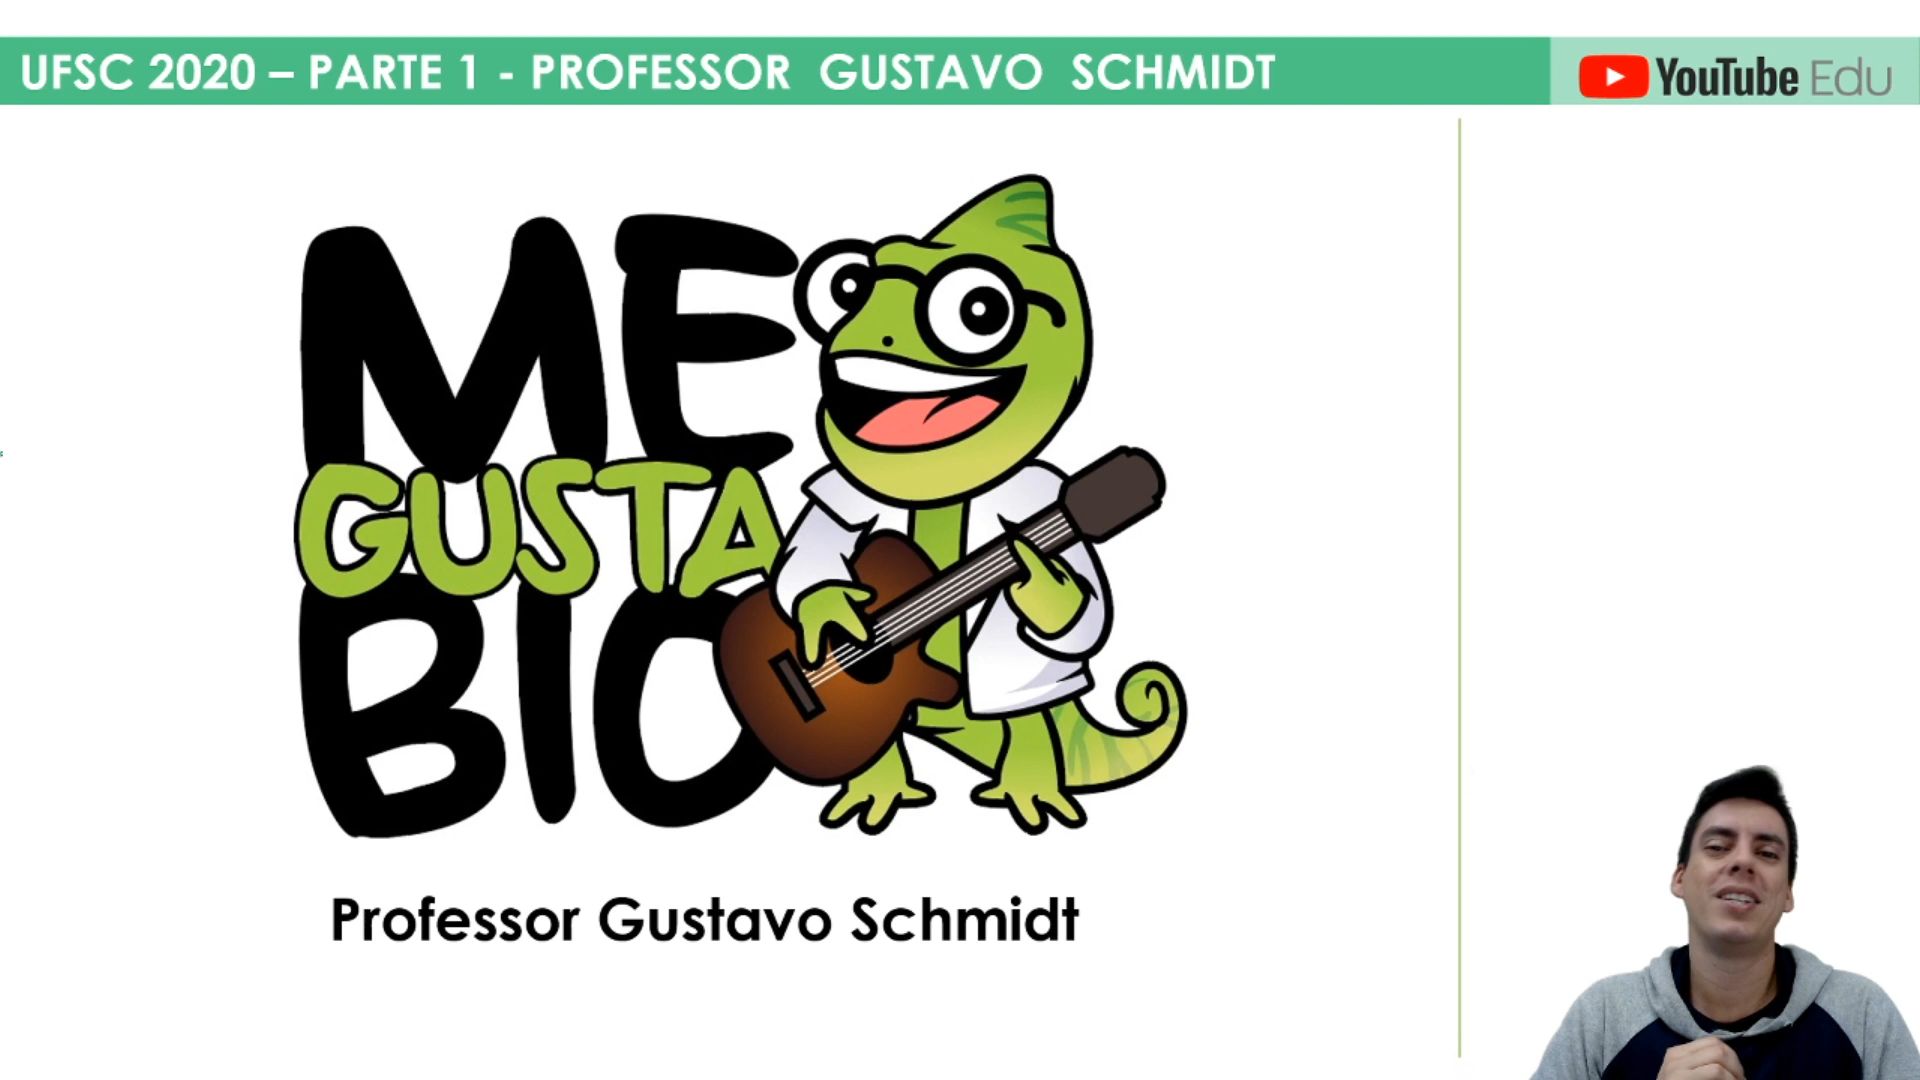 UFSC 2020 – PARTE 1 - PROFESSOR GUSTAVO SCHMIDT
YouTube Edu
ME
GUSTA
BIO
Professor Gustavo Schmidt